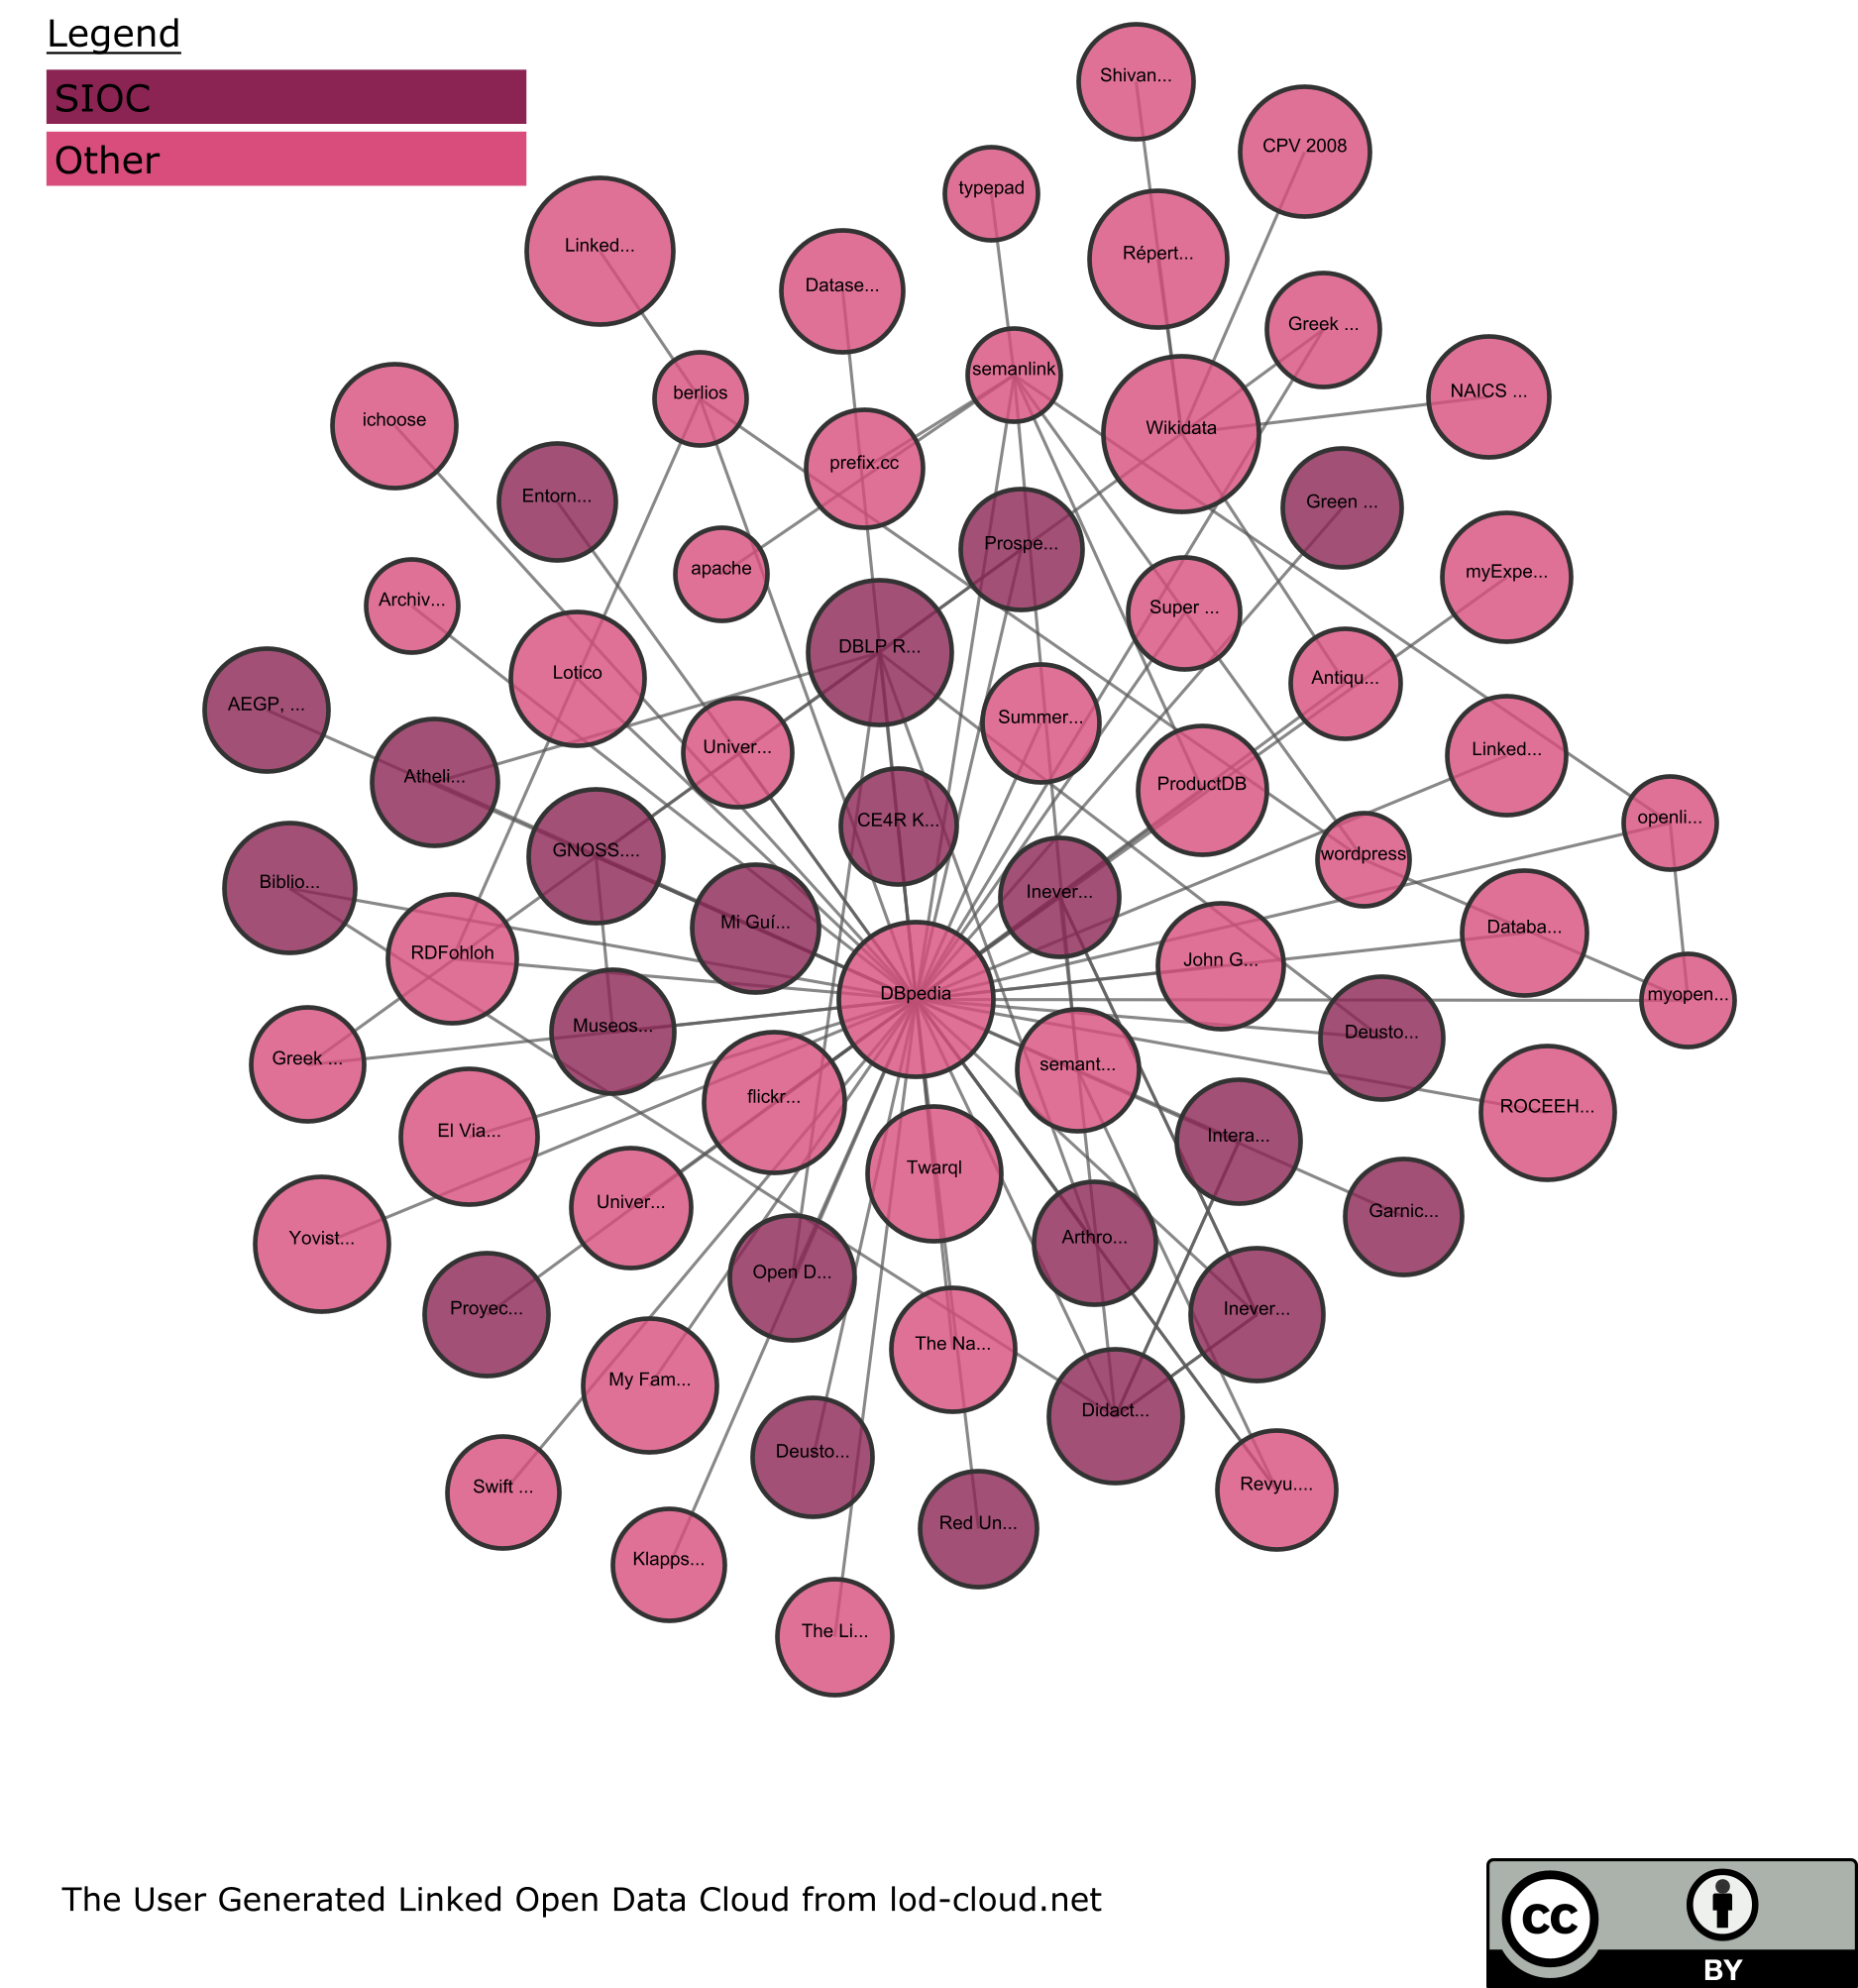 Legend
SIOC
Other
Shivan...
CPV 2008
typepad
Linked...
Répert...
Datase...
Greek ...
semanlink
NAICS ...
berlios
ichoose
Wikidata
prefix.cc
Entorn...
Green ...
Prospe...
apache
myExpe...
Archiv...
Super ...
DBLP R...
Lotico
Antiqu...
AEGP, ...
Summer...
Univer...
Linked...
Atheli...
ProductDB
openli...
CE4R K...
GNOSS....
wordpress
Biblio...
Inever...
Mi Guí...
Databa...
RDFohloh
John G...
DBpedia
myopen...
Museos...
Deusto...
Greek ...
semant...
flickr...
ROCEEH...
El Via...
Intera...
Twarql
Univer...
Garnic...
Yovist...
Arthro...
Open D...
Proyec...
Inever...
The Na...
My Fam...
Didact...
Deusto...
Swift ...
Revyu....
Red Un...
Klapps...
The Li...
The User Generated Linked Open Data Cloud from lod-cloud.net
cc
BY